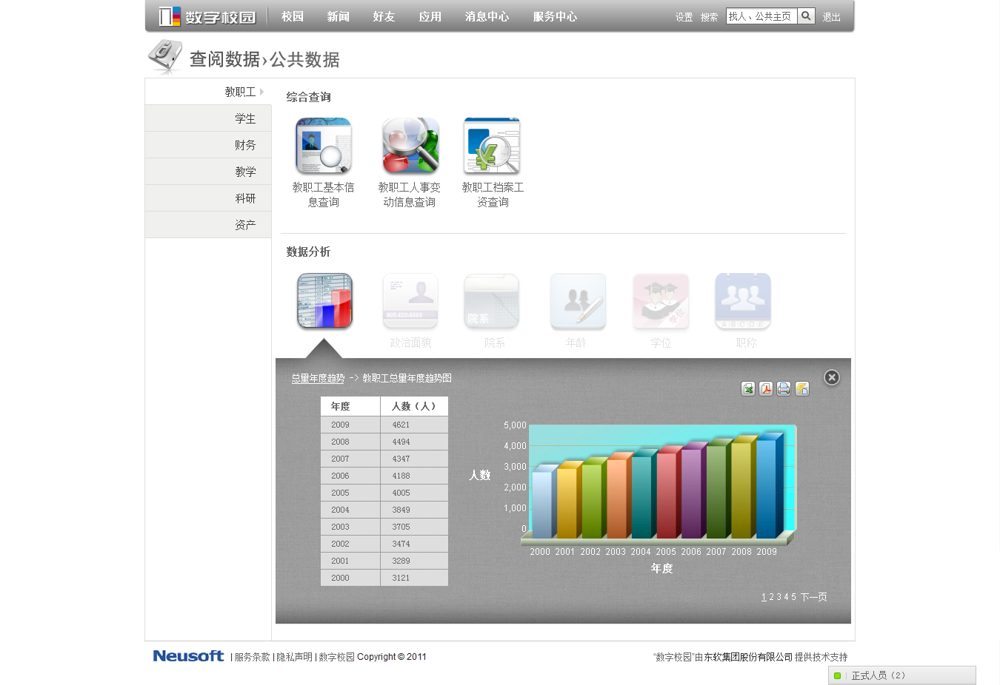 数字校园 校园 新闻 好友 应用 消息中心 服务中心 设置 搜索 找人、公共主页 退出
查阅数据›公共数据
教职工
学生
财务
教学
科研
资产
综合查询
教职工基本信息查询
教职工人事变动信息查询
教职工档案工资查询
数据分析
院系
学位
ABCDE
政治面貌 院系 年龄 学位 职称
总量年度趋势 -> 教职工总量年度趋势图
年度 人数（人）
2009 4621
2008 4494
2007 4347
2006 4188
2005 4005
2004 3849
2003 3705
2002 3474
2001 3289
2000 3121
人数
5,000
4,000
3,000
2,000
1,000
0
2000 2001 2002 2003 2004 2005 2006 2007 2008 2009
年度
1 2 3 4 5 下一页
Neusoft | 服务条款 | 隐私声明 | 数字校园 Copyright © 2011
“数字校园”由东软集团股份有限公司 提供技术支持
正式人员（2）